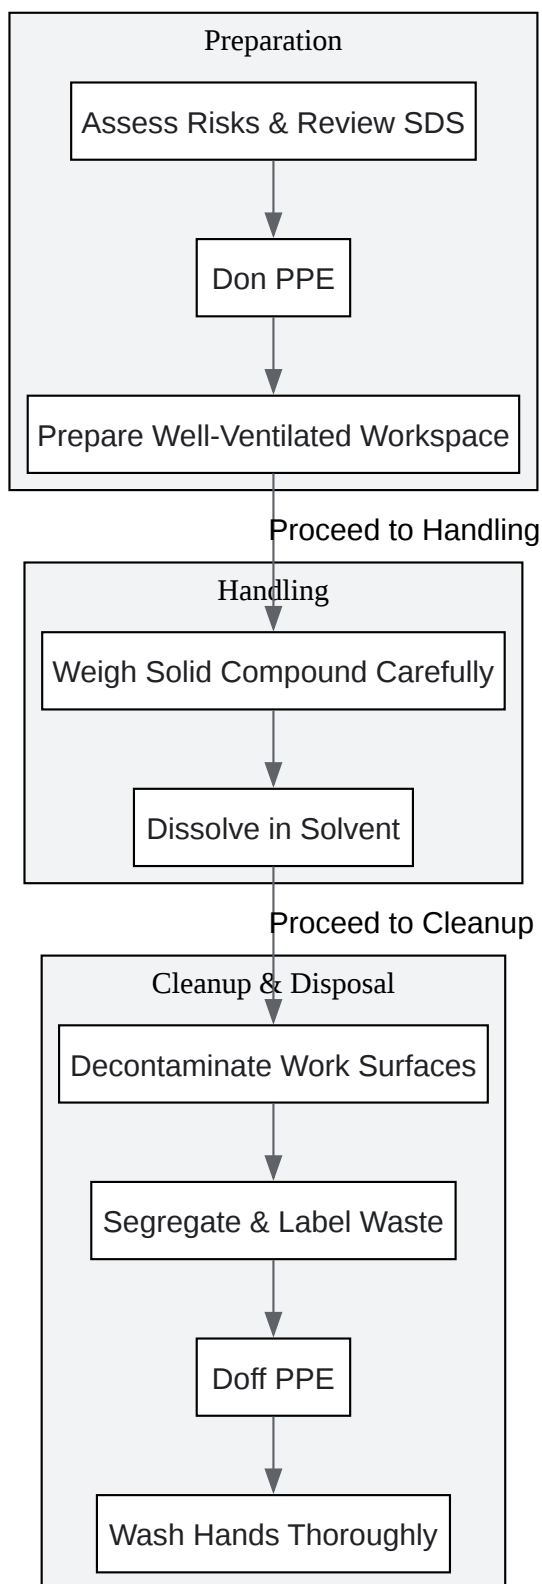 Preparation
Assess Risks & Review SDS
Don PPE
Prepare Well-Ventilated Workspace
Proceed to Handling
Handling
Weigh Solid Compound Carefully
Dissolve in Solvent
Proceed to Cleanup
Cleanup & Disposal
Decontaminate Work Surfaces
Segregate & Label Waste
Doff PPE
Wash Hands Thoroughly